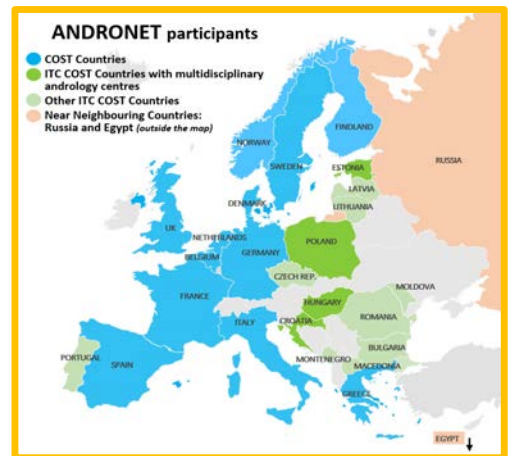 ANDRONET participants
COST Countries
ITC COST Countries with multidisciplinary
andrology centres
Other ITC COST Countries
Near Neighbouring Countries:
Russia and Egypt (outside the map)
NORWAY
FINDLAND
SWEDEN
RUSSIA
ESTONIA
LATVIA
LITHUANIA
DENMARK
UK
NETHERLANDS
BELGIUM
GERMANY
POLAND
CZECH REP.
FRANCE
HUNGARY
MOLDOVA
CROATIA
ROMANIA
ITALY
PORTUGAL
SPAIN
MONTENEGRO
BULGARIA
MACEDONIA
GREECE
EGYPT